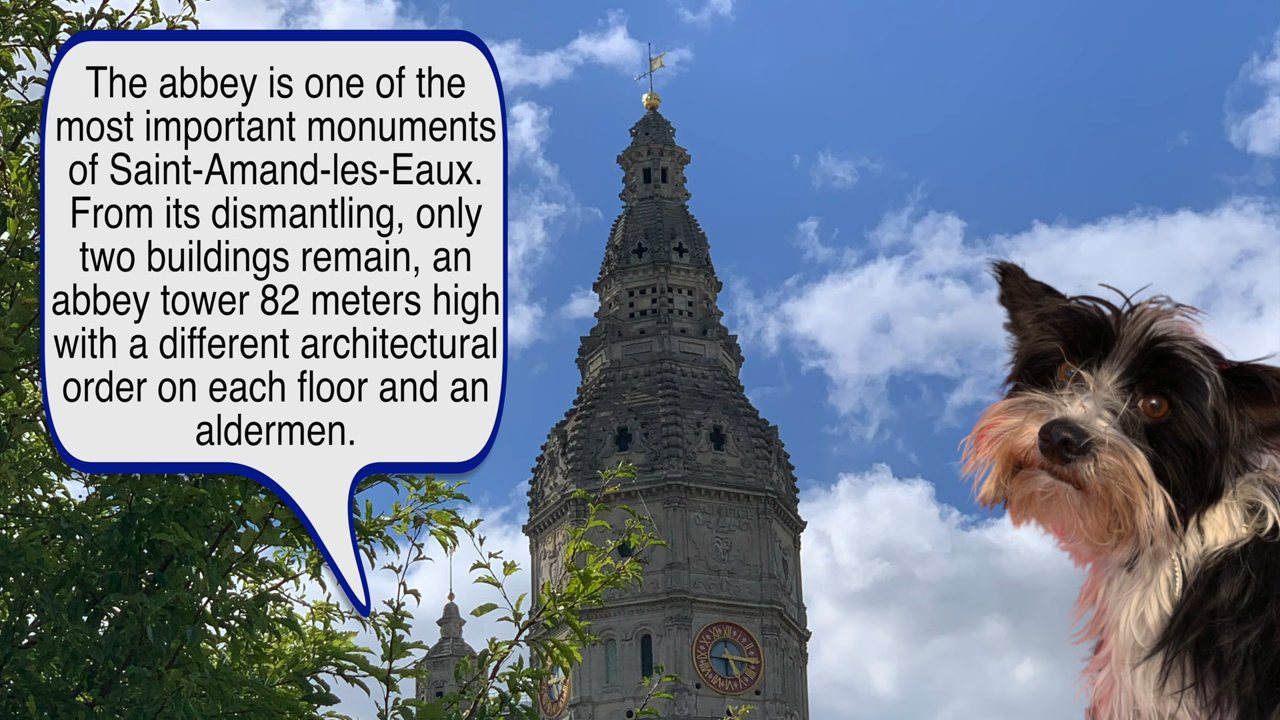 The abbey is one of the
most important monuments
of Saint-Amand-les-Eaux.
From its dismantling, only
two buildings remain, an
abbey tower 82 meters high
with a different architectural
order on each floor and an
aldermen.